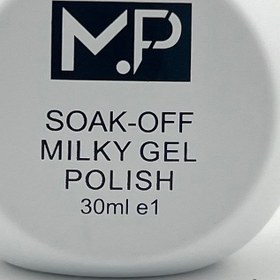 M.P
SOAK-OFF
MILKY GEL
POLISH
30ml e1